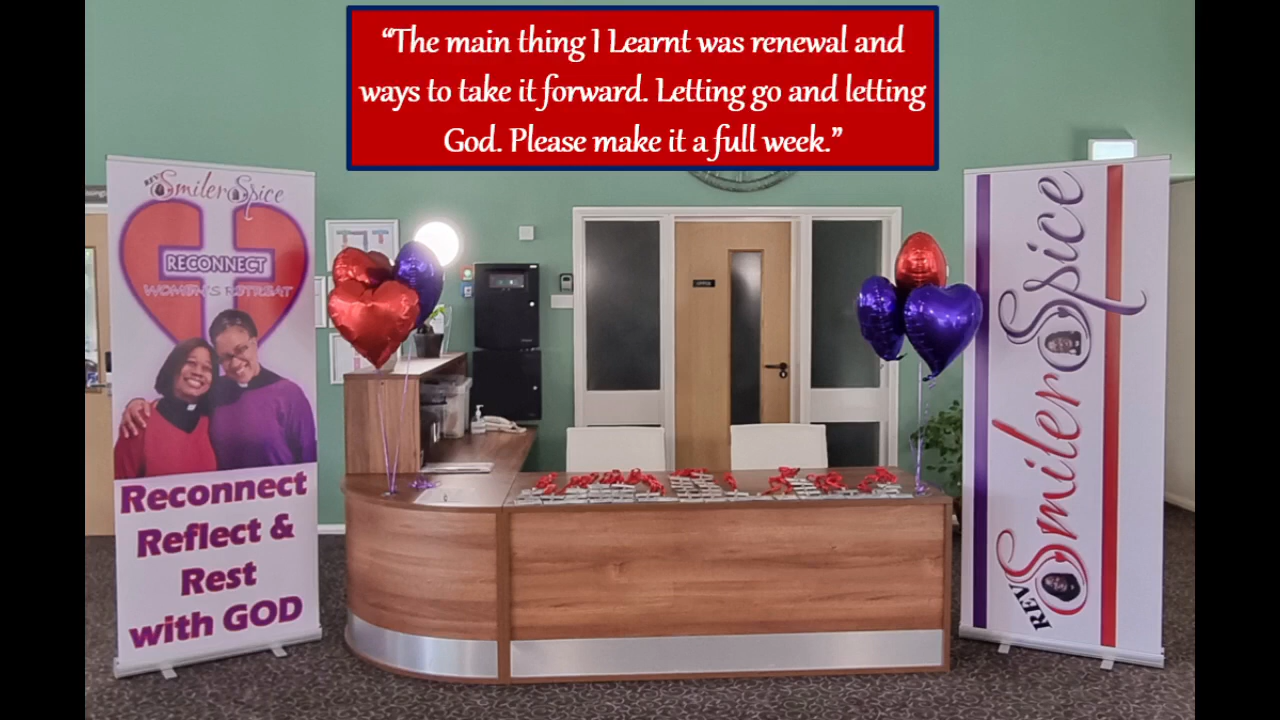 “The main thing I Learnt was renewal and
ways to take it forward. Letting go and letting
God. Please make it a full week.”
REV Smiler Spice
RECONNECT
WOMEN'S RETREAT
Reconnect
Reflect &
Rest
with GOD
REV Smiler Spice